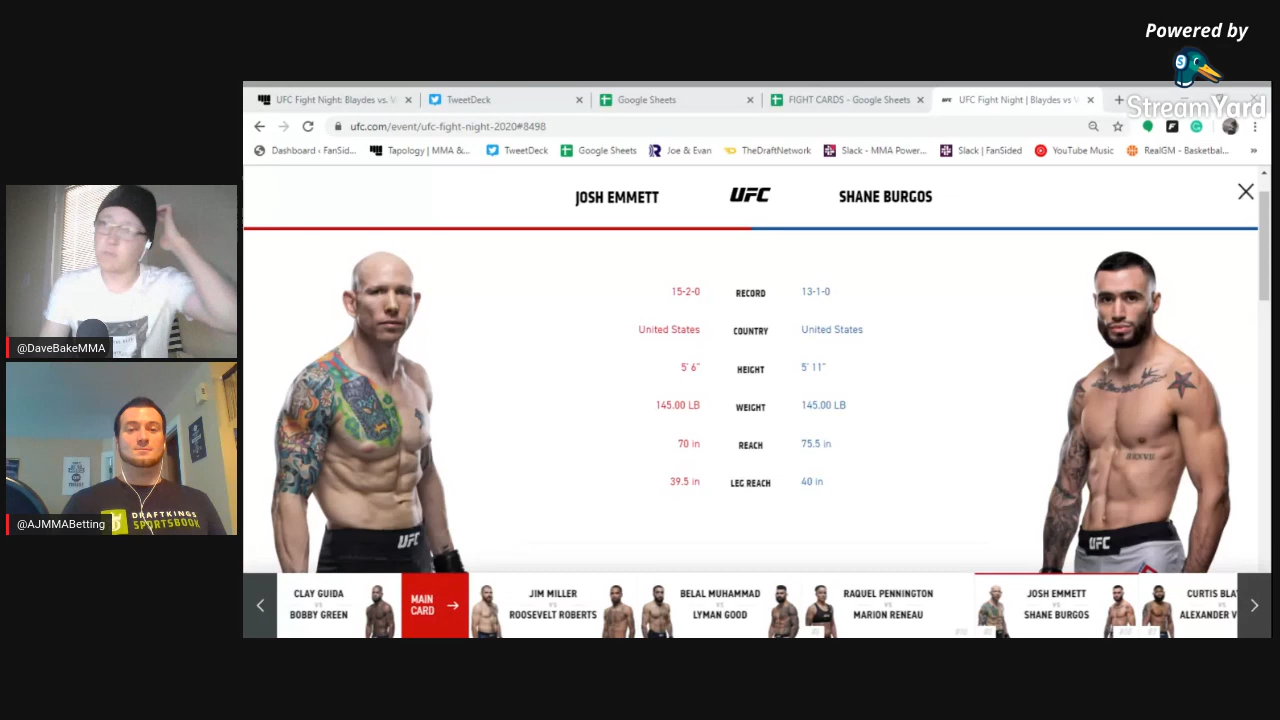 Powered by
StreamYard
UFC Fight Night: Blaydes vs. V
TweetDeck
Google Sheets
FIGHT CARDS - Google Sheets
UFC Fight Night | Blaydes vs V
ufc.com/event/ufc-fight-night-2020#8498
Dashboard ‹ FanSid...
Tapology | MMA &...
TweetDeck
Google Sheets
Joe & Evan
TheDraftNetwork
Slack - MMA Power...
Slack | FanSided
YouTube Music
RealGM - Basketbal...
JOSH EMMETT
UFC
SHANE BURGOS
15-2-0 RECORD 13-1-0
United States COUNTRY United States
5' 6" HEIGHT 5' 11"
145.00 LB WEIGHT 145.00 LB
70 in REACH 75.5 in
39.5 in LEG REACH 40 in
UFC
UFC
@DaveBakeMMA
DRAFTKINGS
SPORTSBOOK
@AJMMABetting
CLAY GUIDA
VS
BOBBY GREEN
MAIN
CARD
JIM MILLER
VS
ROOSEVELT ROBERTS
BELAL MUHAMMAD
VS
LYMAN GOOD
RAQUEL PENNINGTON
VS
MARION RENEAU
JOSH EMMETT
VS
SHANE BURGOS
CURTIS BLA
ALEXANDER V